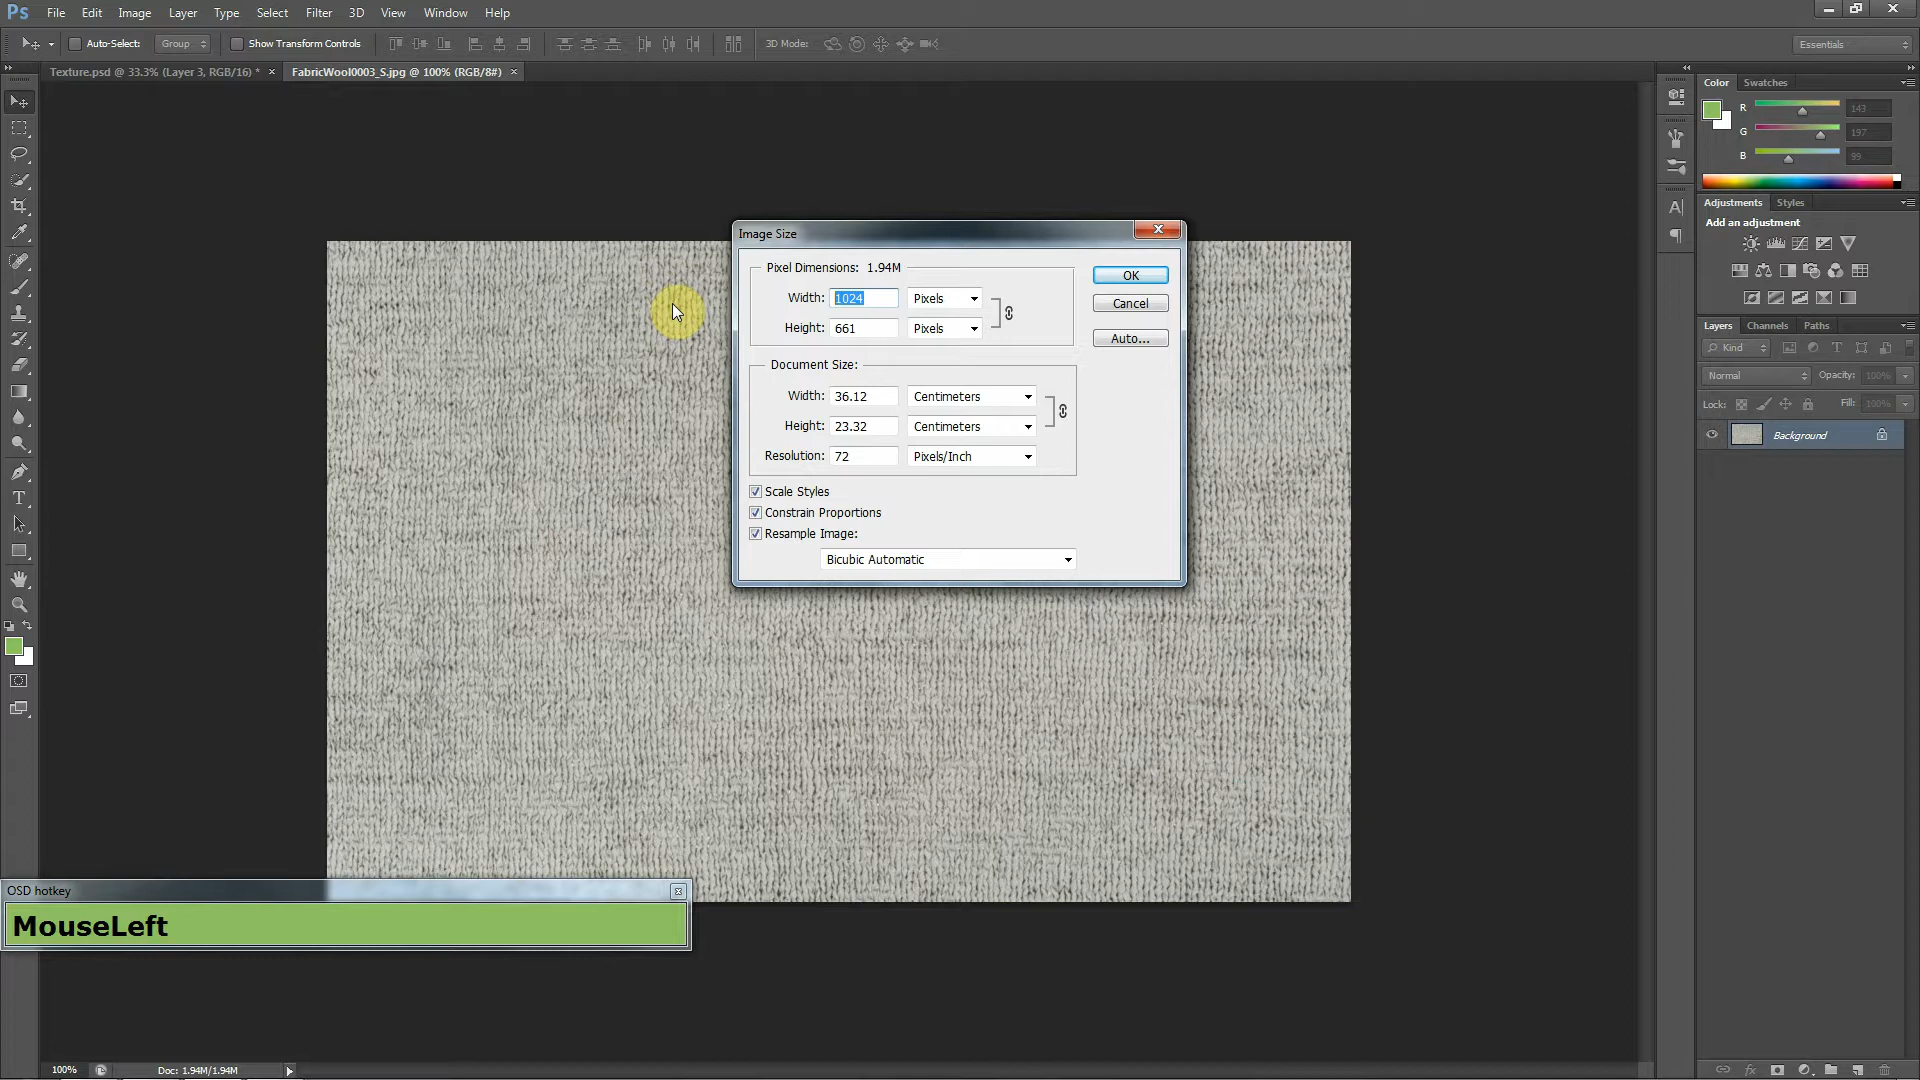 Ps File Edit Image Layer Type Select Filter 3D View Window Help
Auto-Select: Group Show Transform Controls 3D Mode: Essentials
Texture.psd @ 33.3% (Layer 3, RGB/16) * × FabricWool0003_S.jpg @ 100% (RGB/8#) ×
Color Swatches
R 143
G 197
B 99
Adjustments Styles
Add an adjustment
Layers Channels Paths
Kind
Normal Opacity: 100%
Lock: Fill: 100%
Background
Image Size
Pixel Dimensions: 1.94M
Width: 1024 Pixels
Height: 661 Pixels
OK
Cancel
Auto...
Document Size:
Width: 36.12 Centimeters
Height: 23.32 Centimeters
Resolution: 72 Pixels/Inch
Scale Styles
Constrain Proportions
Resample Image:
Bicubic Automatic
OSD hotkey
MouseLeft
100% Doc: 1.94M/1.94M